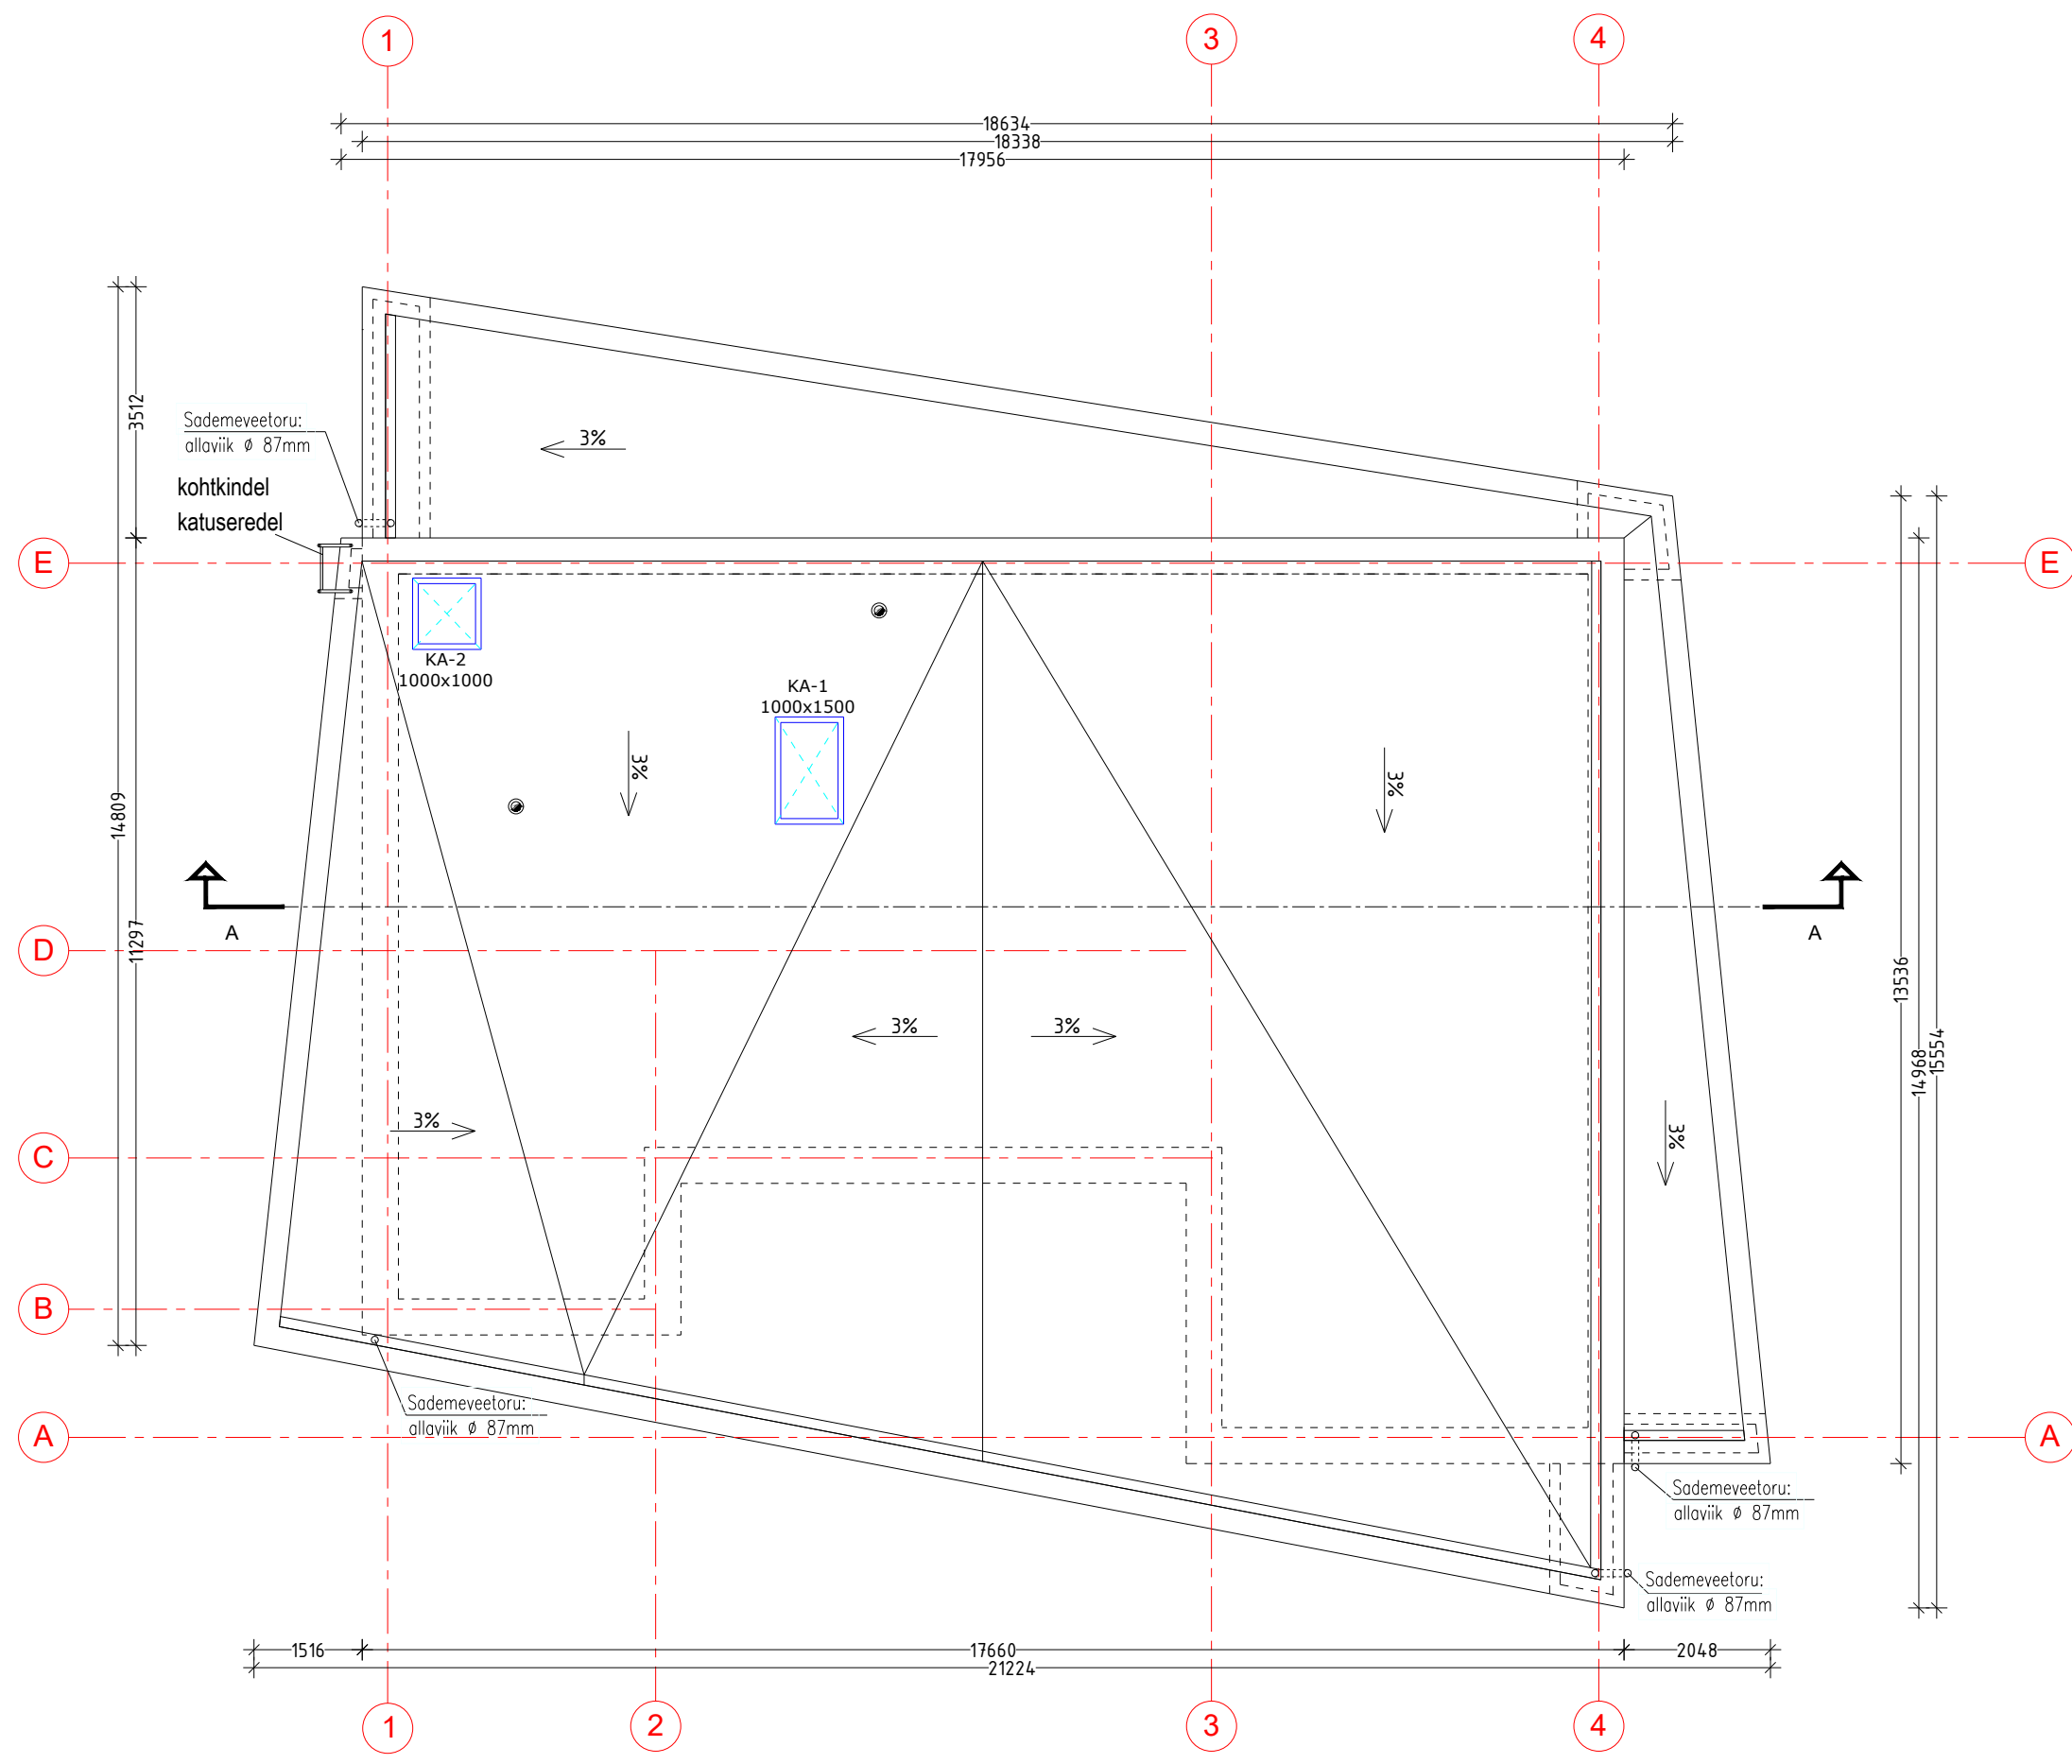 1
3
4
18634
18338
17956
3512
Sademeveetoru:
allaviik ø 87mm
3%
kohtkindel
katuseredel
E
E
KA-2
1000x1000
KA-1
1000x1500
3%
3%
14809
11297
A
A
D
13536
14968
15554
3%
3%
3%
3%
C
B
Sademeveetoru:
allaviik ø 87mm
A
A
Sademeveetoru:
allaviik ø 87mm
Sademeveetoru:
allaviik ø 87mm
1516
17660
2048
21224
1
2
3
4